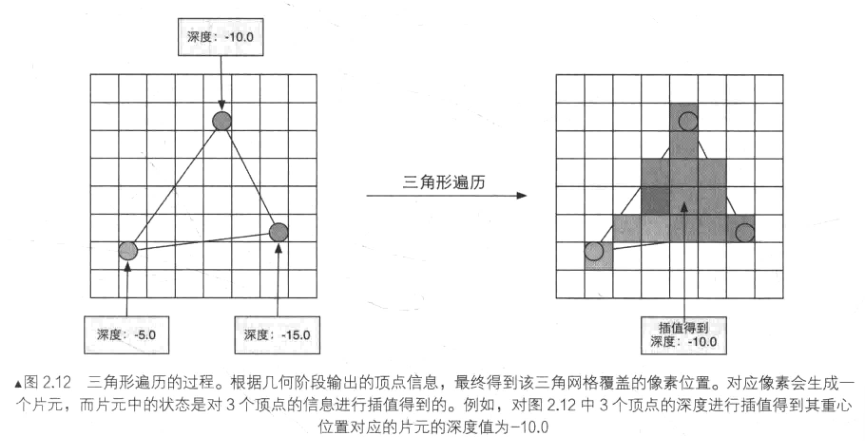 深度：-10.0
三角形遍历
深度：-5.0
深度：-15.0
插值得到
深度：-10.0
▲图 2.12 三角形遍历的过程。根据几何阶段输出的顶点信息，最终得到该三角网格覆盖的像素位置。对应像素会生成一
个片元，而片元中的状态是对 3 个顶点的信息进行插值得到的。例如，对图 2.12 中 3 个顶点的深度进行插值得到其重心
位置对应的片元的深度值为-10.0